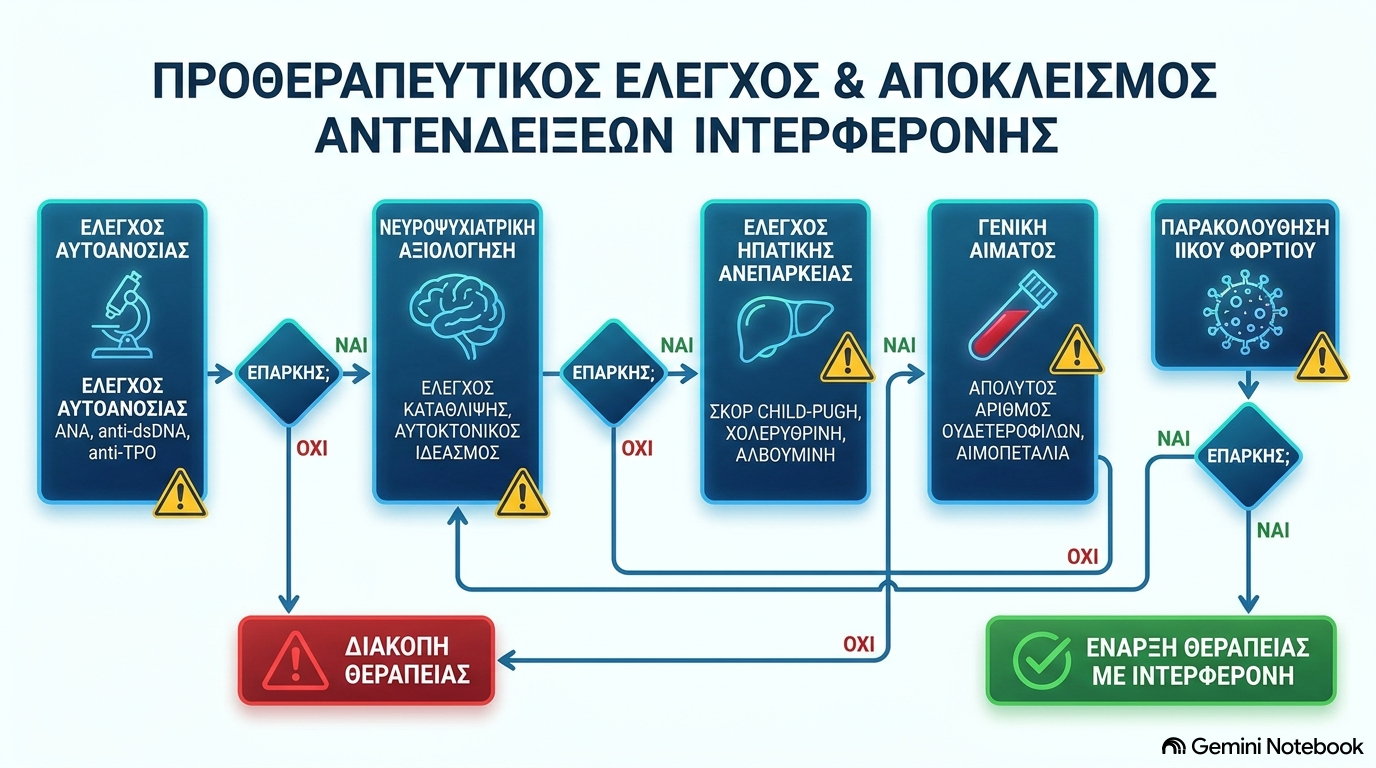 ΠΡΟΘΕΡΑΠΕΥΤΙΚΟΣ ΕΛΕΓΧΟΣ & ΑΠΟΚΛΕΙΣΜΟΣ
ΑΝΤΕΝΔΕΙΞΕΩΝ ΙΝΤΕΡΦΕΡΟΝΗΣ
ΕΛΕΓΧΟΣ
ΑΥΤΟΑΝΟΣΙΑΣ
ΕΛΕΓΧΟΣ
ΑΥΤΟΑΝΟΣΙΑΣ
ANA, anti-dsDNA,
anti-TPO
ΕΠΑΡΚΗΣ;
ΝΑΙ
ΟΧΙ
ΝΕΥΡΟΨΥΧΙΑΤΡΙΚΗ
ΑΞΙΟΛΟΓΗΣΗ
ΕΛΕΓΧΟΣ
ΚΑΤΑΘΛΙΨΗΣ,
ΑΥΤΟΚΤΟΝΙΚΟΣ
ΙΔΕΑΣΜΟΣ
ΕΠΑΡΚΗΣ;
ΝΑΙ
ΟΧΙ
ΕΛΕΓΧΟΣ
ΗΠΑΤΙΚΗΣ
ΑΝΕΠΑΡΚΕΙΑΣ
ΣΚΟΡ CHILD-PUGH,
ΧΟΛΕΡΥΘΡΙΝΗ,
ΑΛΒΟΥΜΙΝΗ
ΝΑΙ
ΓΕΝΙΚΗ
ΑΙΜΑΤΟΣ
ΑΠΟΛΥΤΟΣ
ΑΡΙΘΜΟΣ
ΟΥΔΕΤΕΡΟΦΙΛΩΝ,
ΑΙΜΟΠΕΤΑΛΙΑ
ΟΧΙ
ΠΑΡΑΚΟΛΟΥΘΗΣΗ
ΙΙΚΟΥ ΦΟΡΤΙΟΥ
ΝΑΙ
ΕΠΑΡΚΗΣ;
ΝΑΙ
ΟΧΙ
ΔΙΑΚΟΠΗ
ΘΕΡΑΠΕΙΑΣ
ΕΝΑΡΞΗ ΘΕΡΑΠΕΙΑΣ
ΜΕ ΙΝΤΕΡΦΕΡΟΝΗ
Gemini Notebook